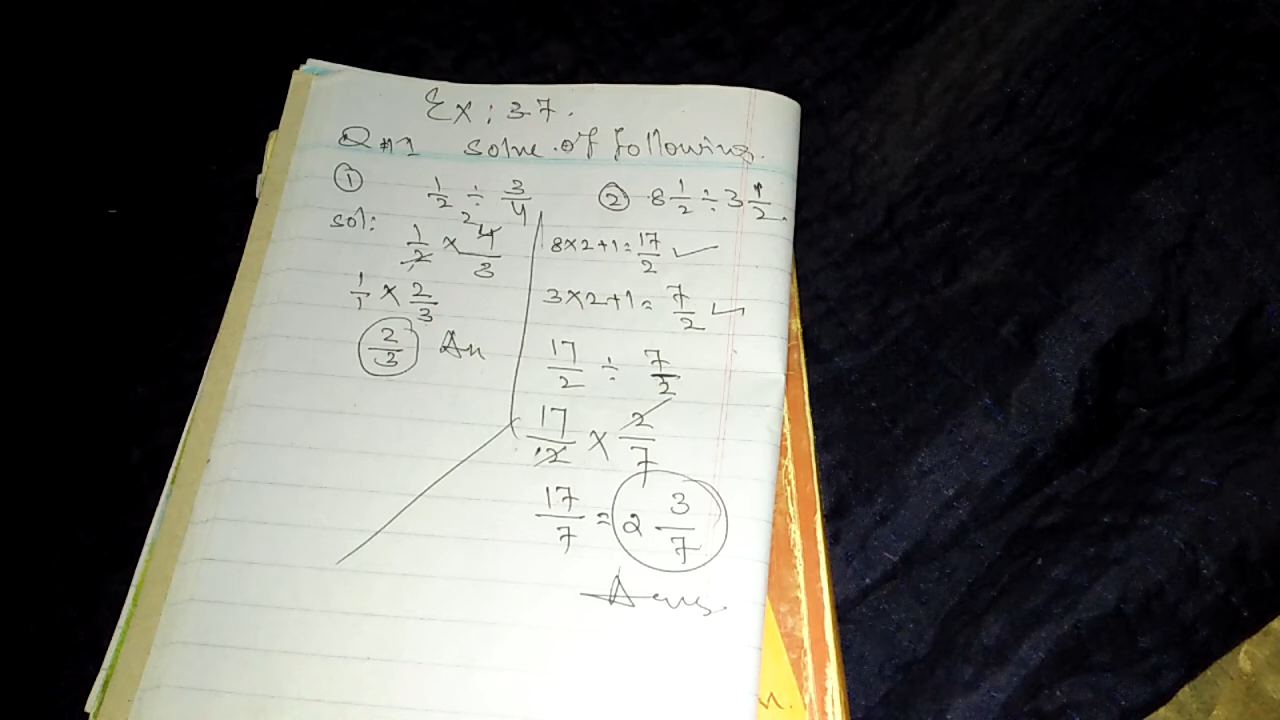 Ex: 3.7.
Q#1 solve of following.
① 1/2 ÷ 3/4
sol:
1/2 × 4/3 2
1/1 × 2/3
2/3 An
② 8 1/2 ÷ 3 1/2.
8×2+1=17/2 ✓
3×2+1=7/2 ✓
17/2 ÷ 7/2
17/2 × 2/7
17/7 = 2 3/7
Ans.